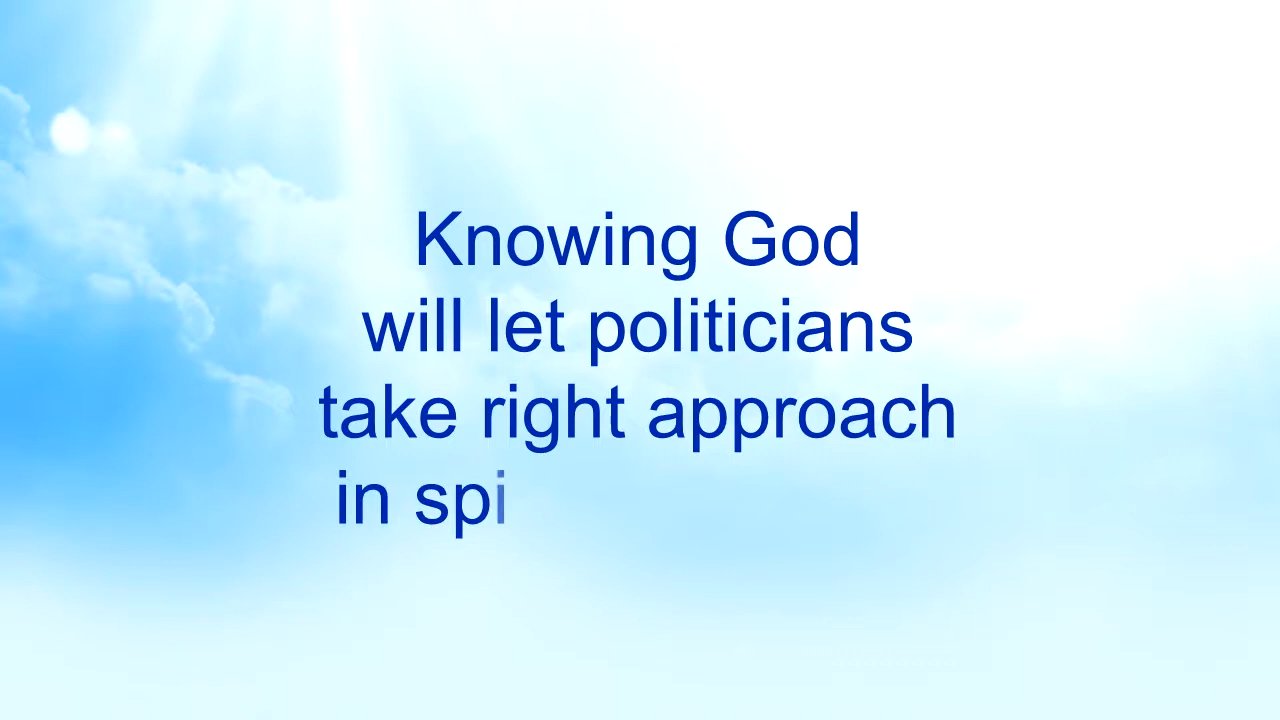 Knowing God
will let politicians
take right approach
in spi